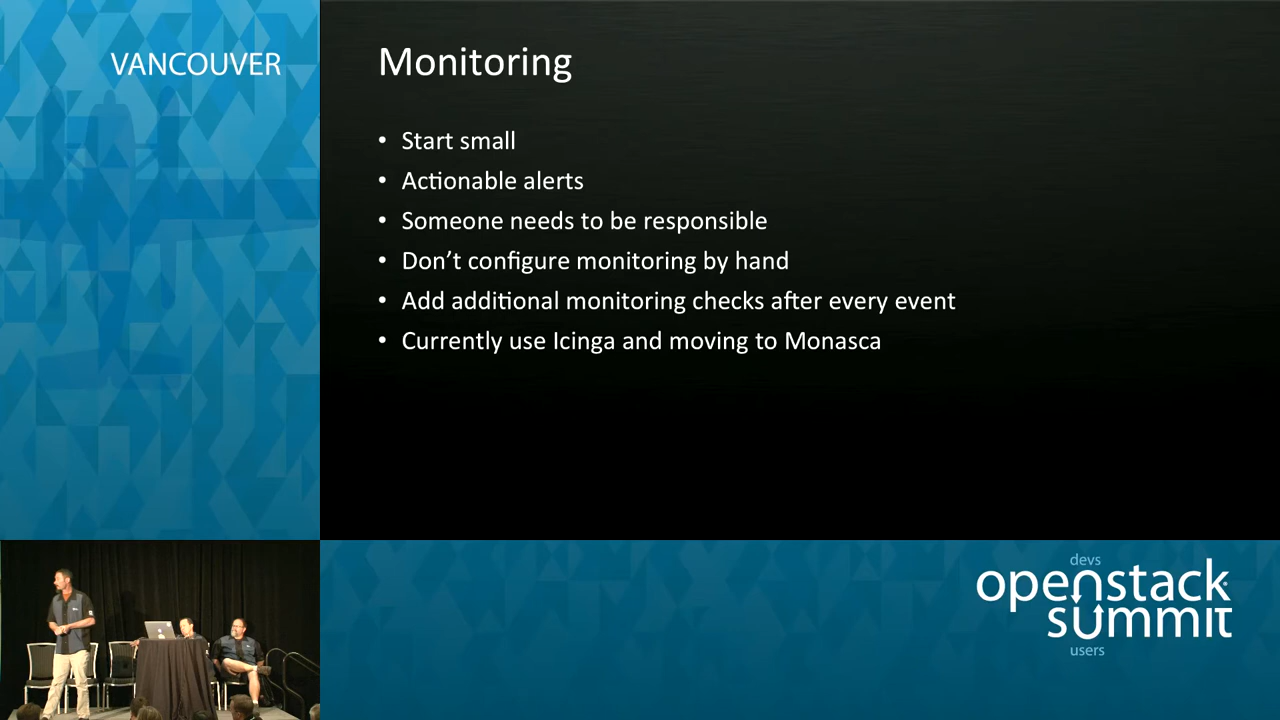 VANCOUVER
Monitoring
• Start small
• Actionable alerts
• Someone needs to be responsible
• Don’t configure monitoring by hand
• Add additional monitoring checks after every event
• Currently use Icinga and moving to Monasca
devs
openstack
summit
users